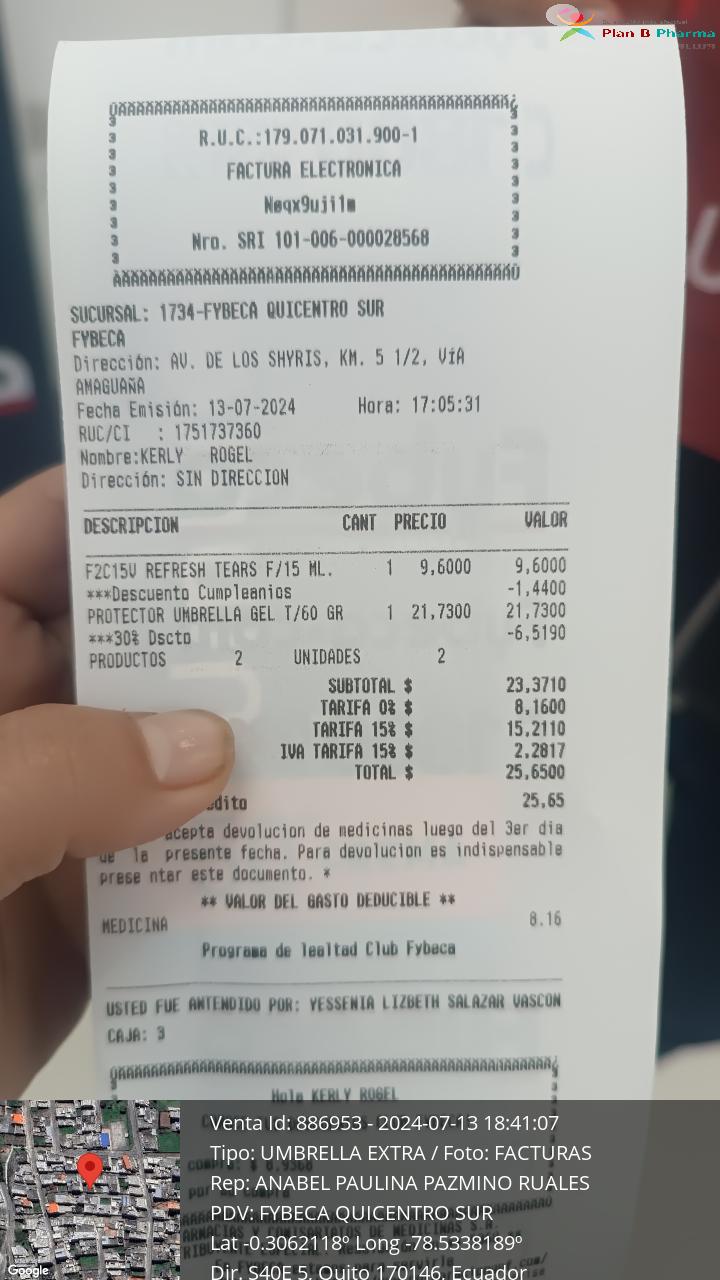 Plan B Pharma
R.U.C.:179.071.031.900-1
FACTURA ELECTRONICA
Nøqx9uji1m
Nro. SRI 101-006-000028568
SUCURSAL: 1734-FYBECA QUICENTRO SUR
FYBECA
Dirección: AV. DE LOS SHYRIS, KM. 5 1/2, VíA
AMAGUAÑA
Fecha Emisión: 13-07-2024 Hora: 17:05:31
RUC/CI : 1751737360
Nombre:KERLY ROGEL
Dirección: SIN DIRECCION
DESCRIPCION CANT PRECIO VALOR
F2C15V REFRESH TEARS F/15 ML. 1 9,6000 9,6000
***Descuento Cumpleanios -1,4400
PROTECTOR UMBRELLA GEL T/60 GR 1 21,7300 21,7300
***30% Dscto -6,5190
PRODUCTOS 2 UNIDADES 2
SUBTOTAL $ 23,3710
TARIFA 0% $ 8,1600
TARIFA 15% $ 15,2110
IVA TARIFA 15% $ 2,2817
TOTAL $ 25,6500
édito 25,65
acepta devolucion de medicinas luego del 3er dia
de la presente fecha. Para devolucion es indispensable
prese ntar este documento. *
** VALOR DEL GASTO DEDUCIBLE **
MEDICINA 8.16
Programa de lealtad Club Fybeca
USTED FUE ANTENDIDO POR: YESSENIA LIZBETH SALAZAR VASCON
CAJA: 3
Hola KERLY ROGEL
Venta Id: 886953 - 2024-07-13 18:41:07
Tipo: UMBRELLA EXTRA / Foto: FACTURAS
Rep: ANABEL PAULINA PAZMINO RUALES
PDV: FYBECA QUICENTRO SUR
Lat -0.3062118º Long -78.5338189º
Dir. S40E 5, Quito 170146, Ecuador
Google